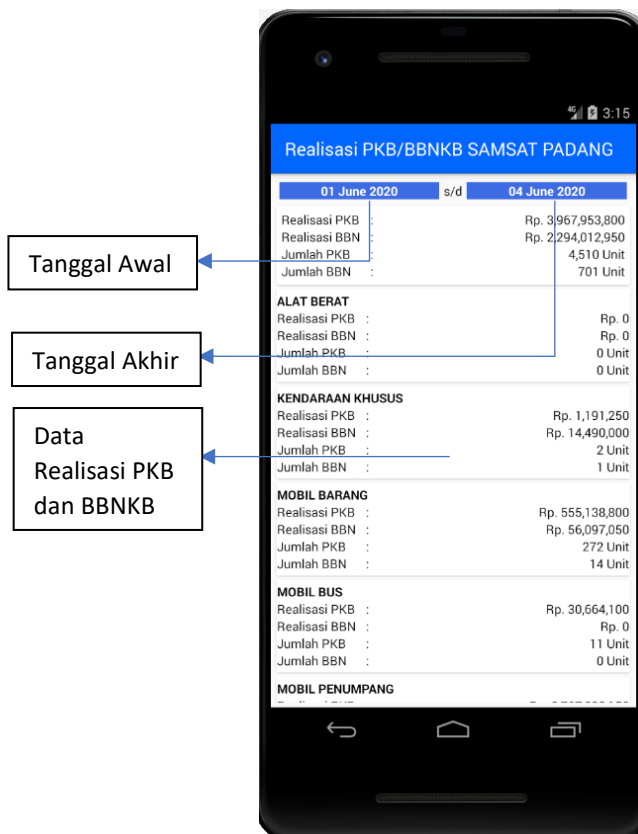 4G 3:15
Realisasi PKB/BBNKB SAMSAT PADANG
01 June 2020 s/d 04 June 2020
Realisasi PKB : Rp. 3,967,953,800
Realisasi BBN : Rp. 2,294,012,950
Jumlah PKB : 4,510 Unit
Jumlah BBN : 701 Unit
Tanggal Awal
ALAT BERAT
Realisasi PKB : Rp. 0
Realisasi BBN : Rp. 0
Jumlah PKB : 0 Unit
Jumlah BBN : 0 Unit
Tanggal Akhir
KENDARAAN KHUSUS
Realisasi PKB : Rp. 1,191,250
Realisasi BBN : Rp. 14,490,000
Jumlah PKB : 2 Unit
Jumlah BBN : 1 Unit
Data
Realisasi PKB
dan BBNKB
MOBIL BARANG
Realisasi PKB : Rp. 555,138,800
Realisasi BBN : Rp. 56,097,050
Jumlah PKB : 272 Unit
Jumlah BBN : 14 Unit
MOBIL BUS
Realisasi PKB : Rp. 30,664,100
Realisasi BBN : Rp. 0
Jumlah PKB : 11 Unit
Jumlah BBN : 0 Unit
MOBIL PENUMPANG